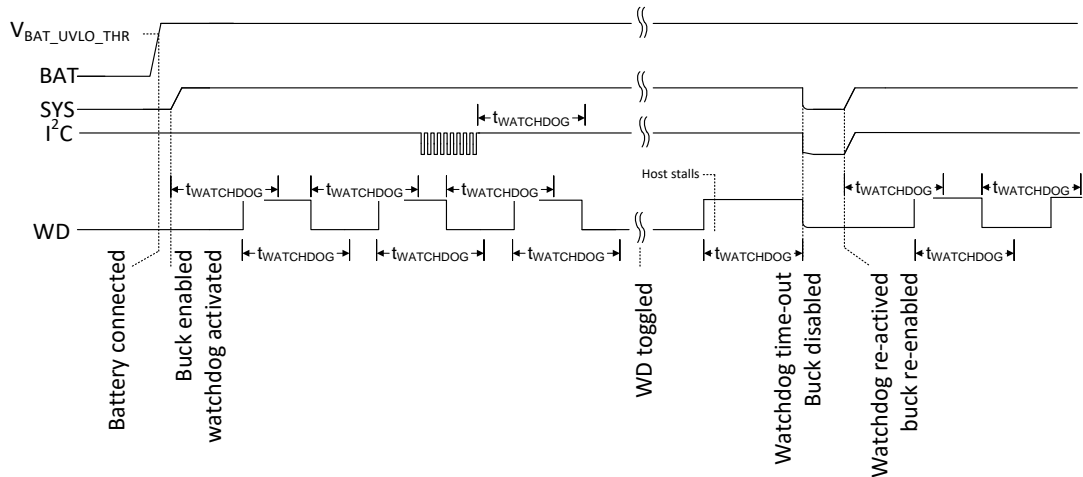 VBAT_UVLO_THR
BAT
SYS
I2C
tWATCHDOG
Host stalls
tWATCHDOG tWATCHDOG tWATCHDOG tWATCHDOG tWATCHDOG
WD
tWATCHDOG tWATCHDOG tWATCHDOG tWATCHDOG tWATCHDOG
Battery connected
Buck enabled
watchdog activated
WD toggled
Watchdog time-out
Buck disabled
Watchdog re-actived
buck re-enabled